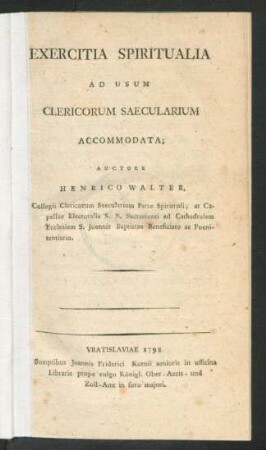 EXERCITIA SPIRITUALIA
AD USUM
CLERICORUM SAECULARIUM
ACCOMMODATA;
AUCTORE
HENRICO WALTER,
Collegii Clericorum Saecularium Patre Spirituali, et Ca-
pellae Electoralis S. S. Sacramenti ad Cathedralem
Ecclesiam S. Joannis Baptistae Beneficiato ac Poeni-
tentiario.
VRATISLAVIAE 1798
Sumptibus Joannis Friderici Kornii senioris in officina
Libraria prope vulgo Königl. Ober-Accis- und
Zoll-Amt in foro majori.